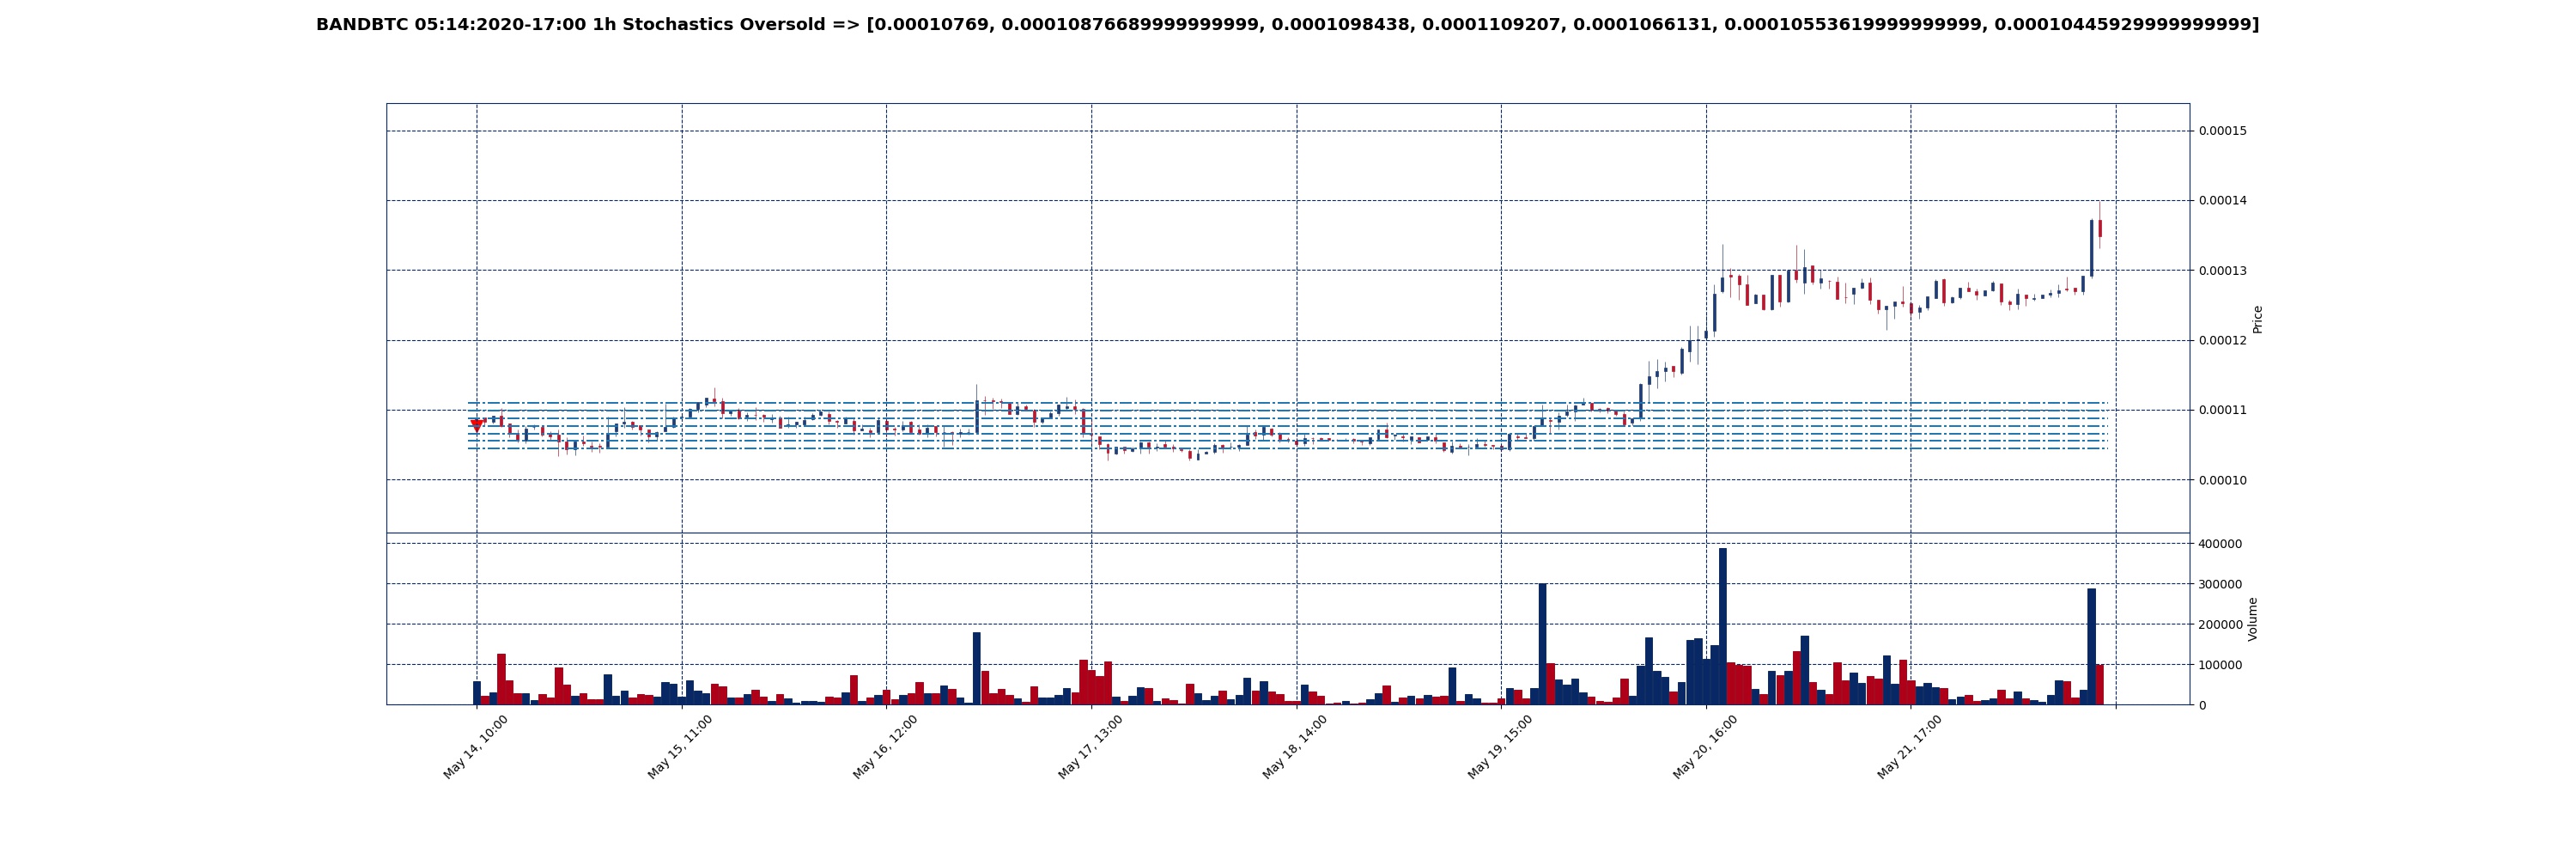 BANDBTC 05:14:2020-17:00 1h Stochastics Oversold => [0.00010769, 0.00010876689999999999, 0.0001098438, 0.0001109207, 0.0001066131, 0.00010553619999999999, 0.00010445929999999999]
0.00015
0.00014
0.00013
0.00012
0.00011
0.00010
Price
400000
300000
200000
100000
0
Volume
May 14, 10:00
May 15, 11:00
May 16, 12:00
May 17, 13:00
May 18, 14:00
May 19, 15:00
May 20, 16:00
May 21, 17:00